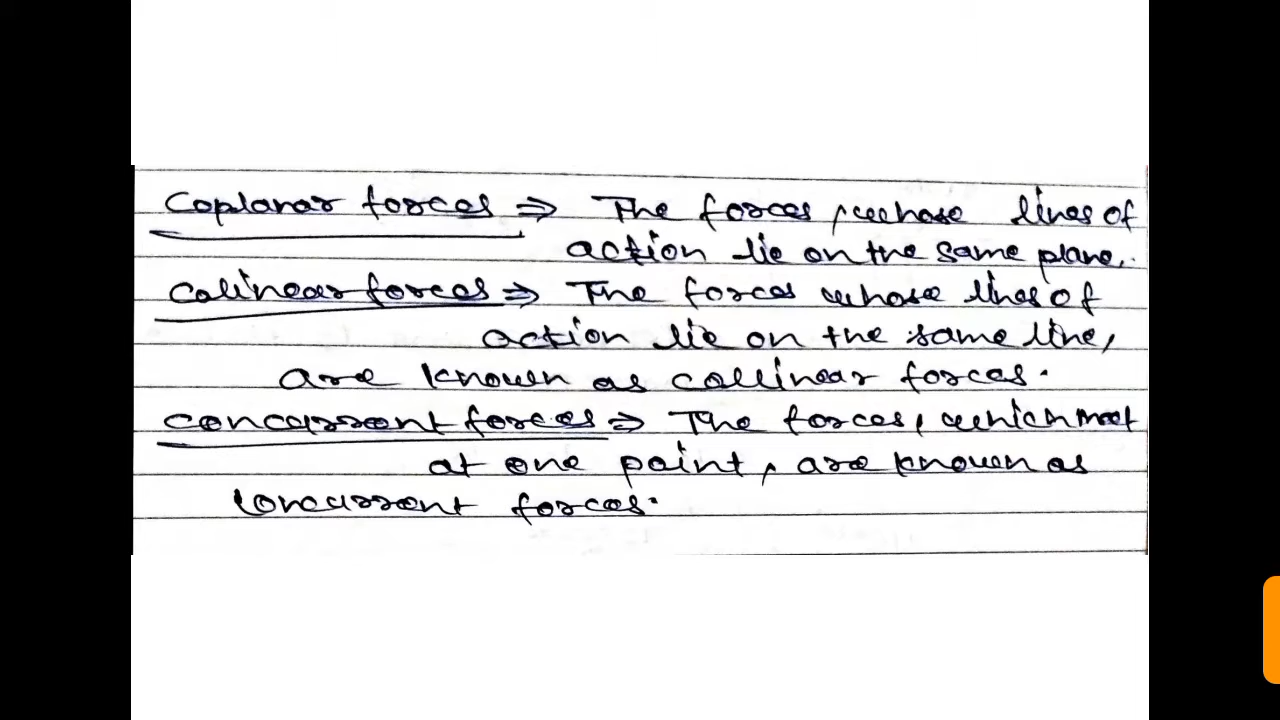 Coplanar forces ⇒ The forces, whose lines of
action lie on the same plane.
Colinear forces ⇒ The forces whose lines of
action lie on the same line,
are known as collinear forces.
Concurrent forces ⇒ The forces, which meet
at one point, are known as
Concurrent forces.